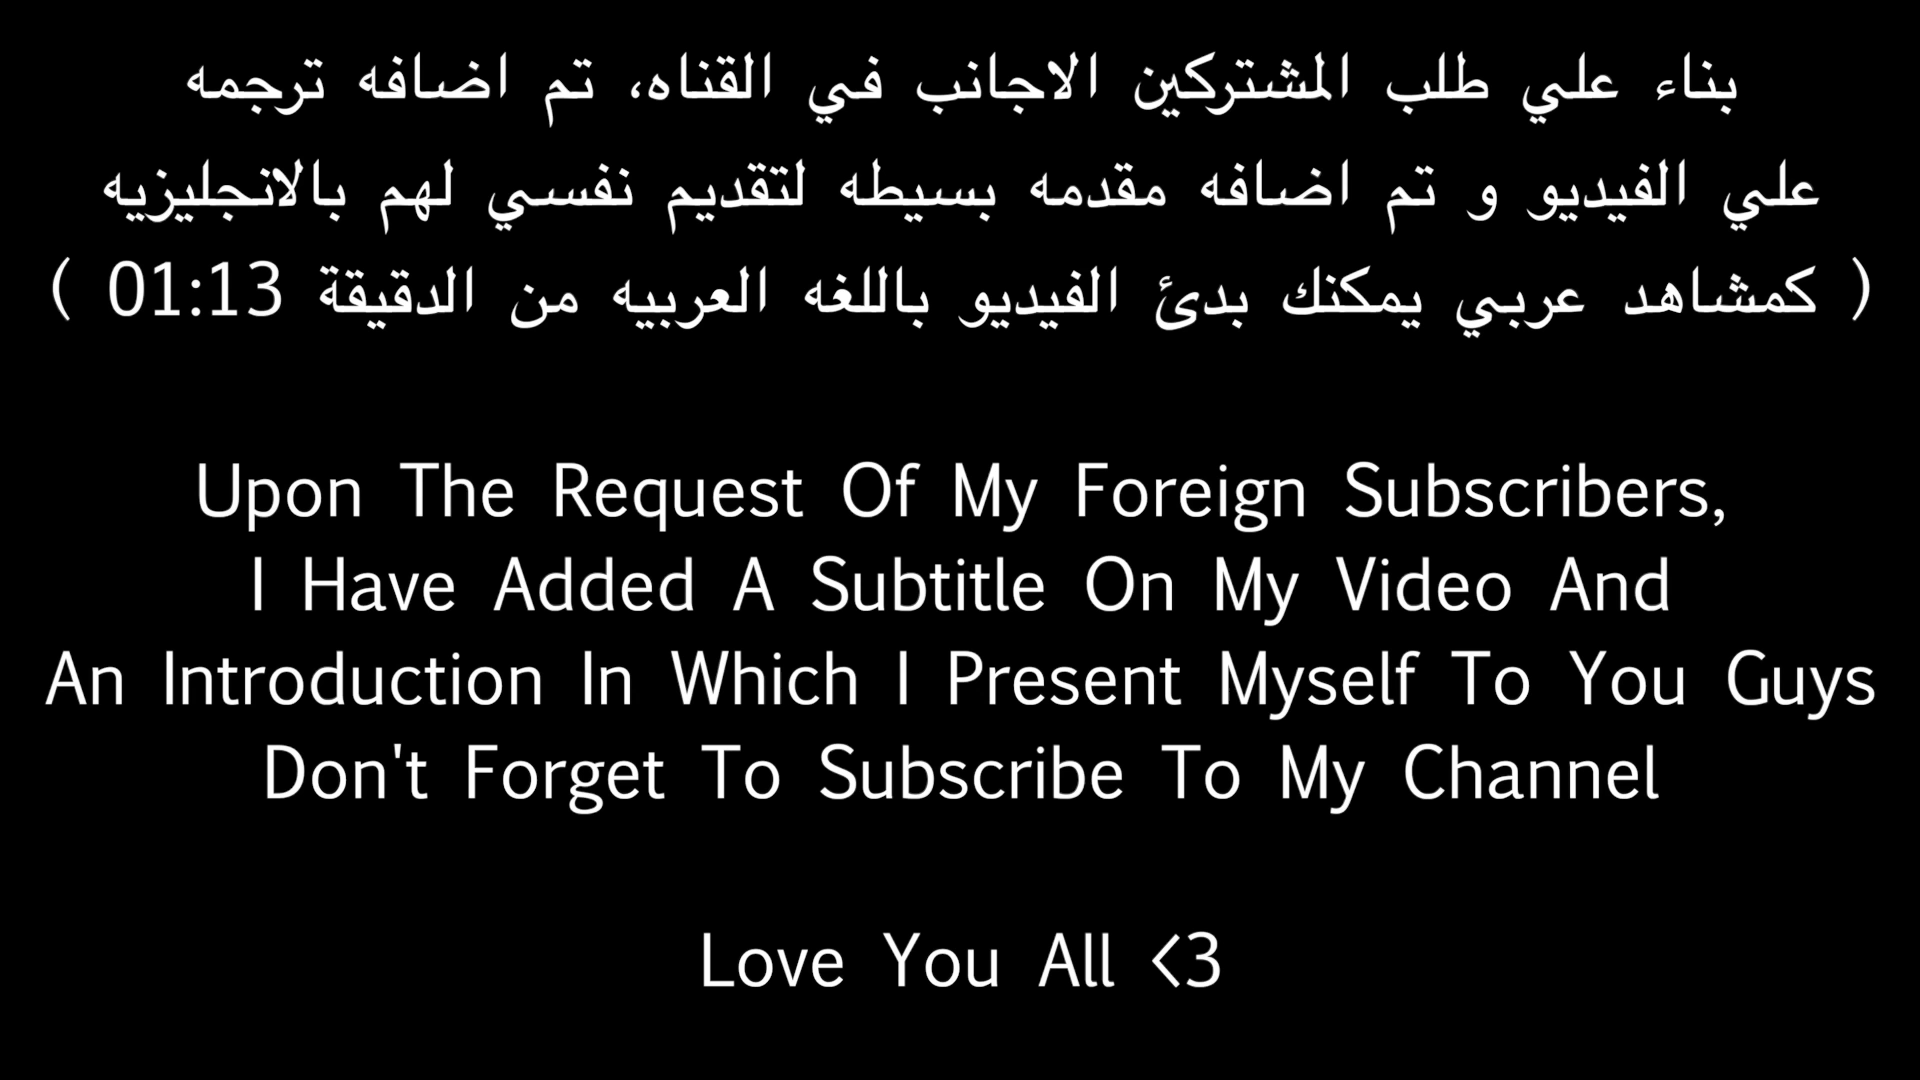 بناء علي طلب المشتركين الاجانب في القناه، تم اضافه ترجمه
علي الفيديو و تم اضافه مقدمه بسيطه لتقديم نفسي لهم بالانجليزيه
( كمشاهد عربي يمكنك بدئ الفيديو باللغه العربيه من الدقيقة 01:13 )
Upon The Request Of My Foreign Subscribers,
I Have Added A Subtitle On My Video And
An Introduction In Which I Present Myself To You Guys
Don't Forget To Subscribe To My Channel
Love You All <3